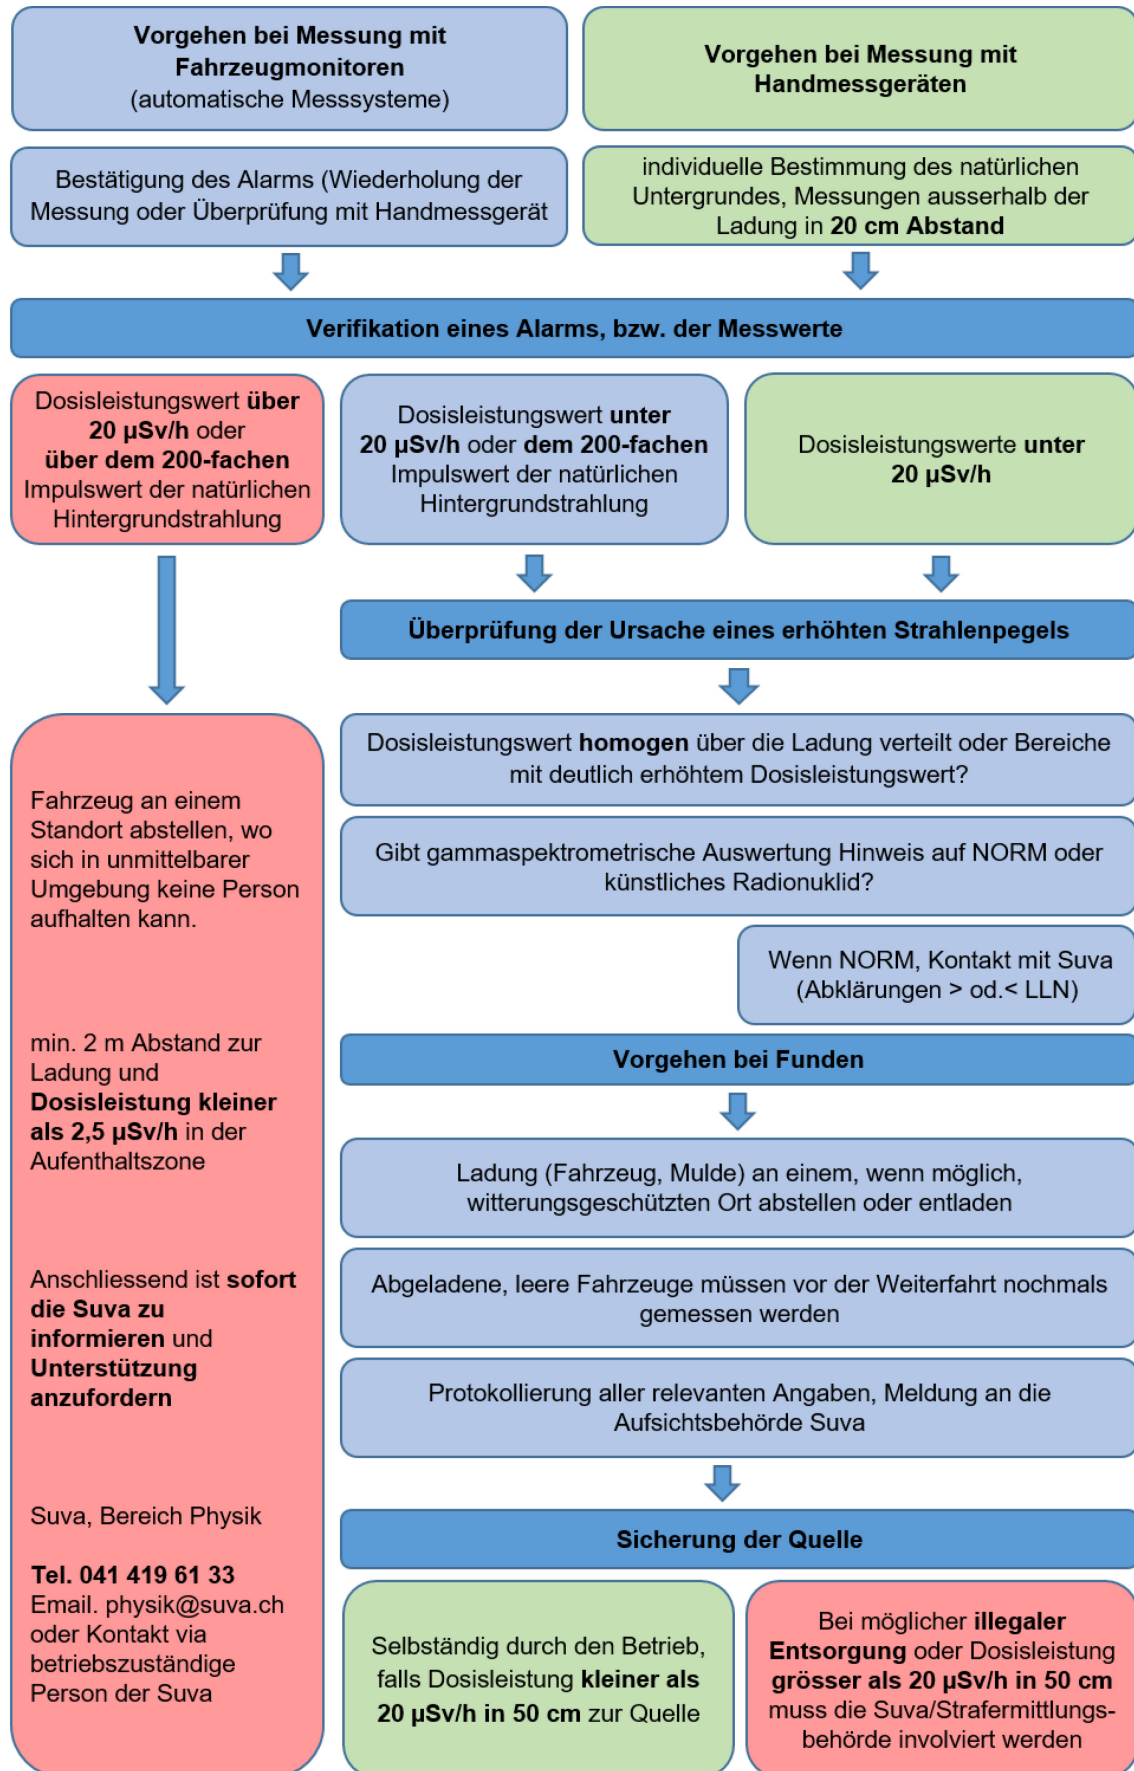 Vorgehen bei Messung mit
Fahrzeugmonitoren
(automatische Messsysteme)
Vorgehen bei Messung mit
Handmessgeräten
Bestätigung des Alarms (Wiederholung der
Messung oder Überprüfung mit Handmessgerät
individuelle Bestimmung des natürlichen
Untergrundes, Messungen ausserhalb der
Ladung in 20 cm Abstand
Verifikation eines Alarms, bzw. der Messwerte
Dosisleistungswert über
20 µSv/h oder
über dem 200-fachen
Impulswert der natürlichen
Hintergrundstrahlung
Dosisleistungswert unter
20 µSv/h oder dem 200-fachen
Impulswert der natürlichen
Hintergrundstrahlung
Dosisleistungswerte unter
20 µSv/h
Überprüfung der Ursache eines erhöhten Strahlenpegels
Dosisleistungswert homogen über die Ladung verteilt oder Bereiche
mit deutlich erhöhtem Dosisleistungswert?
Gibt gammaspektrometrische Auswertung Hinweis auf NORM oder
künstliches Radionuklid?
Wenn NORM, Kontakt mit Suva
(Abklärungen > od.< LLN)
Vorgehen bei Funden
Ladung (Fahrzeug, Mulde) an einem, wenn möglich,
witterungsgeschützten Ort abstellen oder entladen
Abgeladene, leere Fahrzeuge müssen vor der Weiterfahrt nochmals
gemessen werden
Protokollierung aller relevanten Angaben, Meldung an die
Aufsichtsbehörde Suva
Sicherung der Quelle
Selbständig durch den Betrieb,
falls Dosisleistung kleiner als
20 µSv/h in 50 cm zur Quelle
Bei möglicher illegaler
Entsorgung oder Dosisleistung
grösser als 20 µSv/h in 50 cm
muss die Suva/Strafermittlungs-
behörde involviert werden
Fahrzeug an einem
Standort abstellen, wo
sich in unmittelbarer
Umgebung keine Person
aufhalten kann.
min. 2 m Abstand zur
Ladung und
Dosisleistung kleiner
als 2,5 µSv/h in der
Aufenthaltszone
Anschliessend ist sofort
die Suva zu
informieren und
Unterstützung
anzufordern
Suva, Bereich Physik
Tel. 041 419 61 33
Email. physik@suva.ch
oder Kontakt via
betriebszuständige
Person der Suva